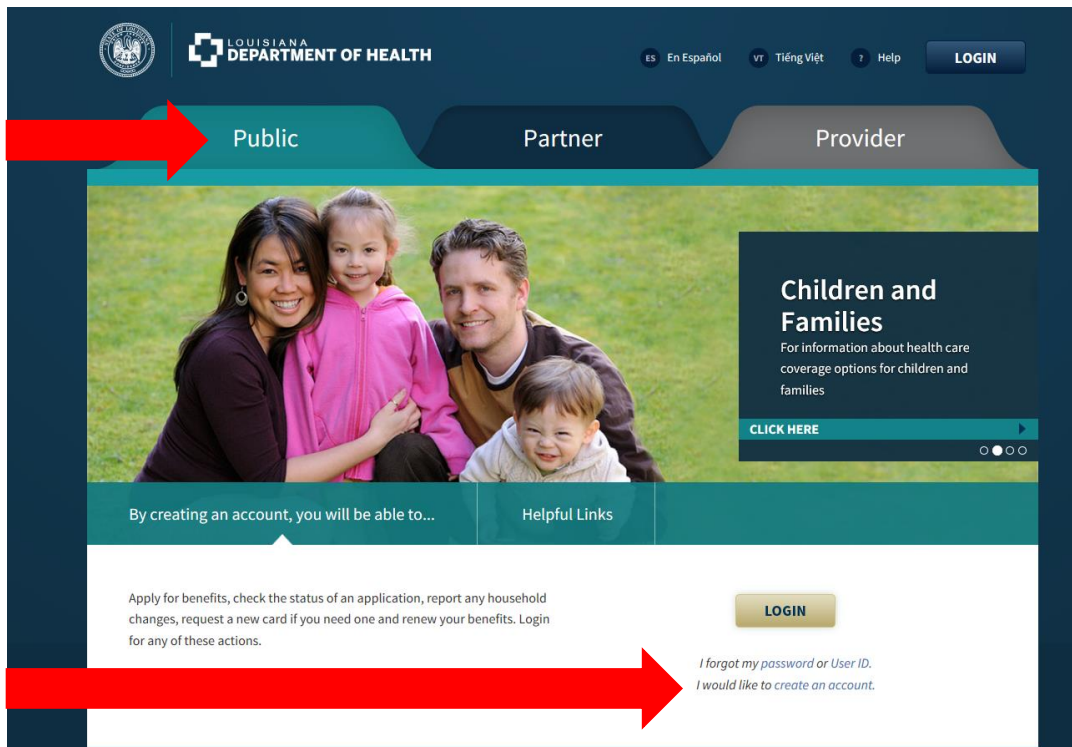 LOUISIANA
DEPARTMENT OF HEALTH
ES En Español VT Tiếng Việt ? Help LOGIN
Public Partner Provider
Children and
Families
For information about health care
coverage options for children and
families
CLICK HERE
By creating an account, you will be able to... Helpful Links
Apply for benefits, check the status of an application, report any household
changes, request a new card if you need one and renew your benefits. Login
for any of these actions.
LOGIN
I forgot my password or User ID.
I would like to create an account.